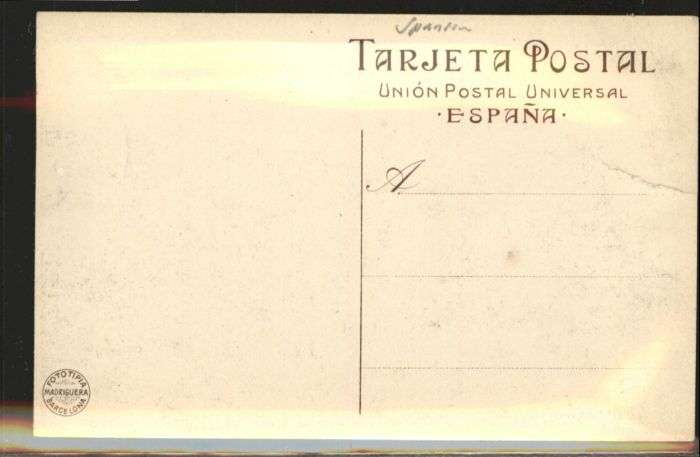 Spanien
TARJETA POSTAL
UNIÓN POSTAL UNIVERSAL
·ESPAÑA·
A
FOTOTIPIA
MADRIGUERA
BARCELONA